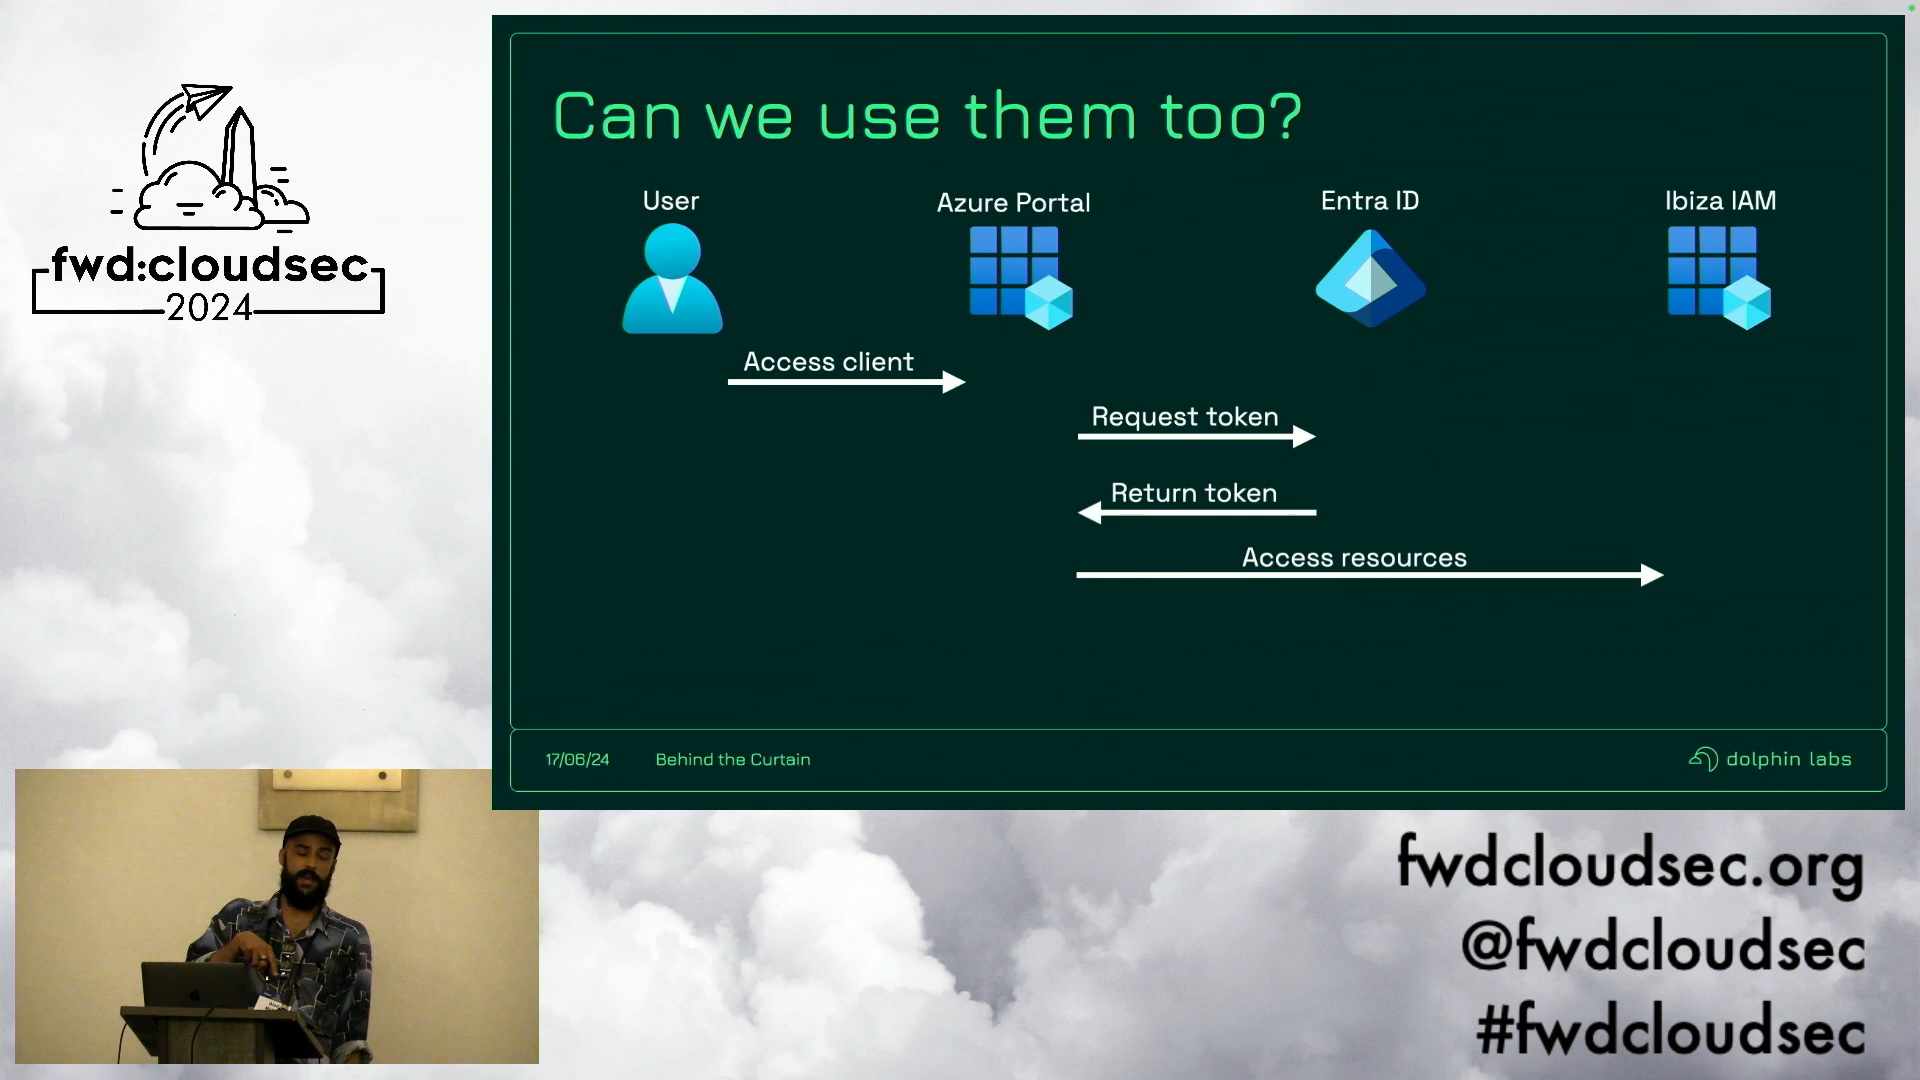 fwd:cloudsec
2024
Can we use them too?
User
Azure Portal
Entra ID
Ibiza IAM
Access client
Request token
Return token
Access resources
17/06/24
Behind the Curtain
dolphin labs
fwdcloudsec.org
@fwdcloudsec
#fwdcloudsec